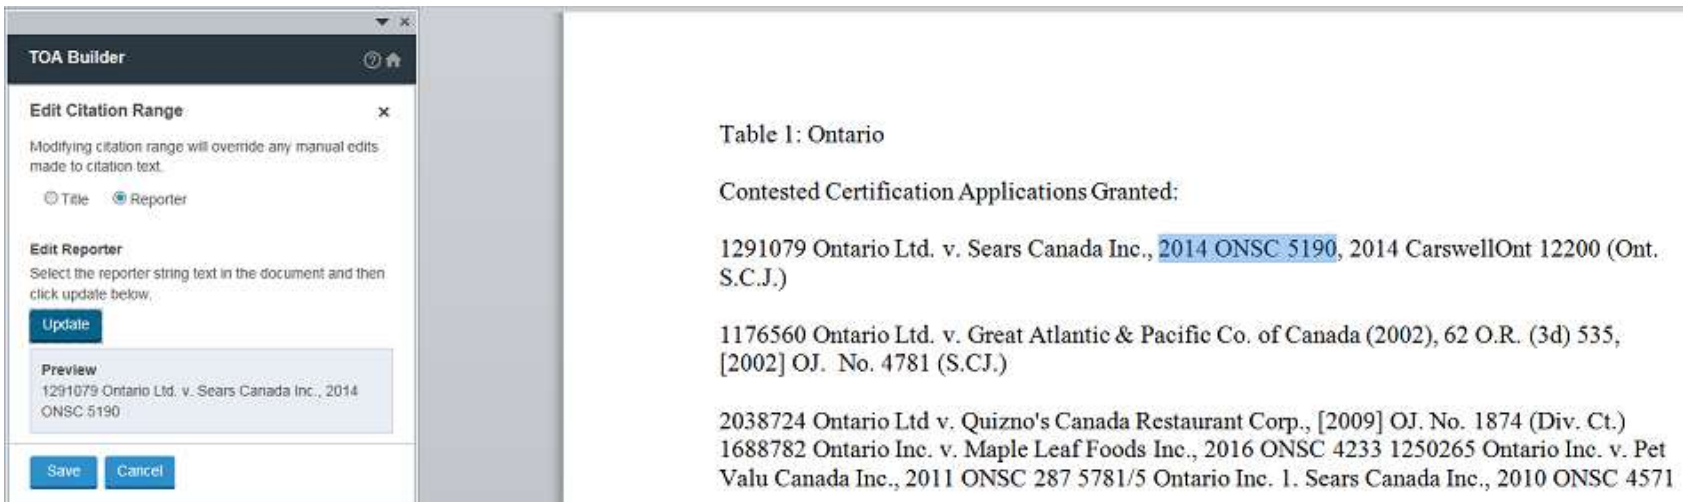 TOA Builder
Edit Citation Range
Modifying citation range will override any manual edits
made to citation text.
Title Reporter
Edit Reporter
Select the reporter string text in the document and then
click update below.
Update
Preview
1291079 Ontario Ltd. v. Sears Canada Inc., 2014
ONSC 5190
Save Cancel
Table 1: Ontario
Contested Certification Applications Granted:
1291079 Ontario Ltd. v. Sears Canada Inc., 2014 ONSC 5190, 2014 CarswellOnt 12200 (Ont.
S.C.J.)
1176560 Ontario Ltd. v. Great Atlantic & Pacific Co. of Canada (2002), 62 O.R. (3d) 535,
[2002] OJ. No. 4781 (S.CJ.)
2038724 Ontario Ltd v. Quizno's Canada Restaurant Corp., [2009] OJ. No. 1874 (Div. Ct.)
1688782 Ontario Inc. v. Maple Leaf Foods Inc., 2016 ONSC 4233 1250265 Ontario Inc. v. Pet
Valu Canada Inc., 2011 ONSC 287 5781/5 Ontario Inc. 1. Sears Canada Inc., 2010 ONSC 4571